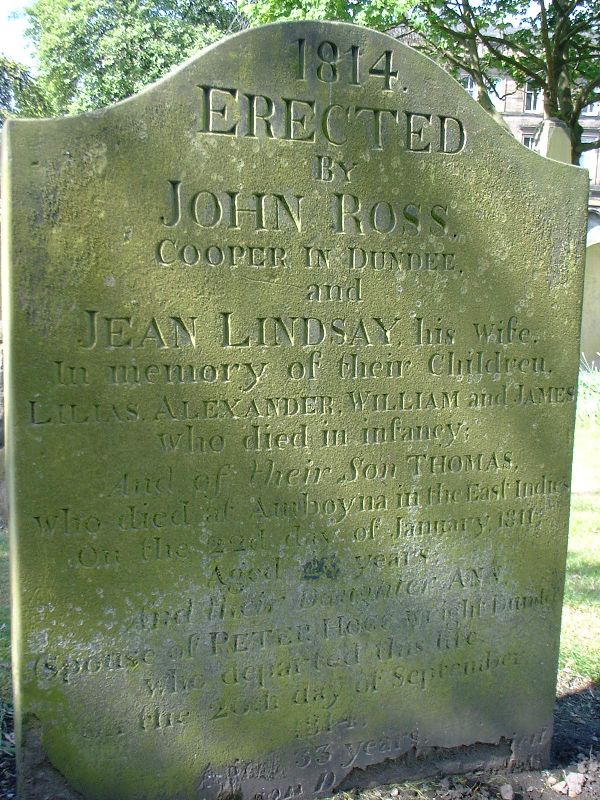 1814.
ERECTED
BY
JOHN ROSS,
COOPER IN DUNDEE,
and
JEAN LINDSAY, his Wife,
In memory of their Children,
LILIAS, ALEXANDER, WILLIAM and JAMES
who died in infancy;
And of their Son THOMAS,
who died at Amboyna in the East Indies
On the 22d day of January 1811,
Aged years.
And their Daughter ANN,
(Spouse of PETER HOGG Wright Dundee
who departed this life,
on the 26th day of September
1814,
33 years,